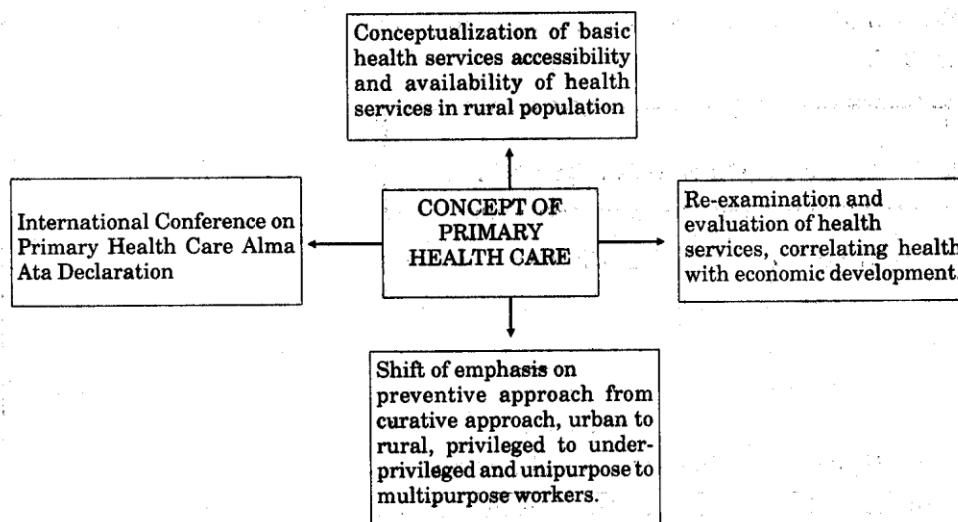 Conceptualization of basic
health services accessibility
and availability of health
services in rural population
International Conference on
Primary Health Care Alma
Ata Declaration
CONCEPT OF
PRIMARY
HEALTH CARE
Re-examination and
evaluation of health
services, correlating health
with economic development.
Shift of emphasis on
preventive approach from
curative approach, urban to
rural, privileged to under-
privileged and unipurpose to
multipurpose workers.